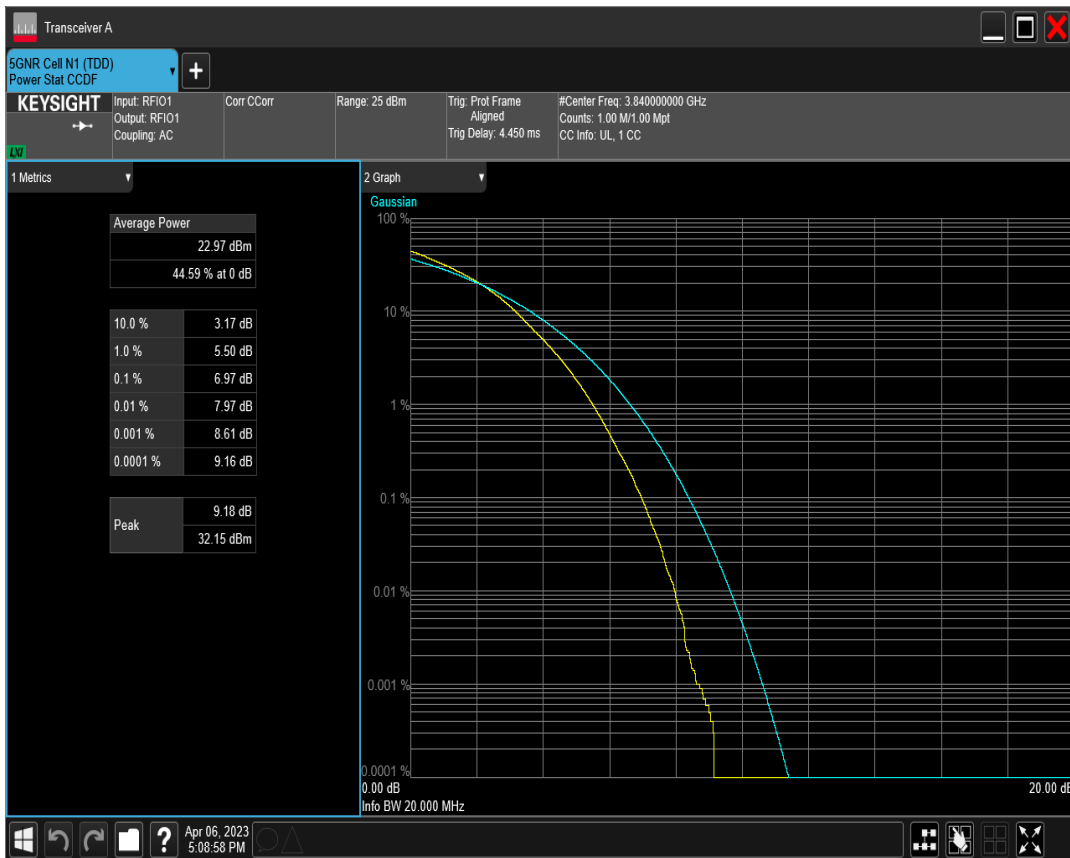 Transceiver A
5GNR Cell N1 (TDD)
Power Stat CCDF
+
KEYSIGHT
LXI
Input: RFIO1
Output: RFIO1
Coupling: AC
Corr CCorr
Range: 25 dBm
Trig: Prot Frame
Aligned
Trig Delay: 4.450 ms
#Center Freq: 3.840000000 GHz
Counts: 1.00 M/1.00 Mpt
CC Info: UL, 1 CC
1 Metrics
Average Power
22.97 dBm
44.59 % at 0 dB
10.0 % 3.17 dB
1.0 % 5.50 dB
0.1 % 6.97 dB
0.01 % 7.97 dB
0.001 % 8.61 dB
0.0001 % 9.16 dB
Peak 9.18 dB
32.15 dBm
2 Graph
Gaussian
100 %
10 %
1 %
0.1 %
0.01 %
0.001 %
0.0001 %
0.00 dB 20.00 dB
Info BW 20.000 MHz
? Apr 06, 2023
5:08:58 PM